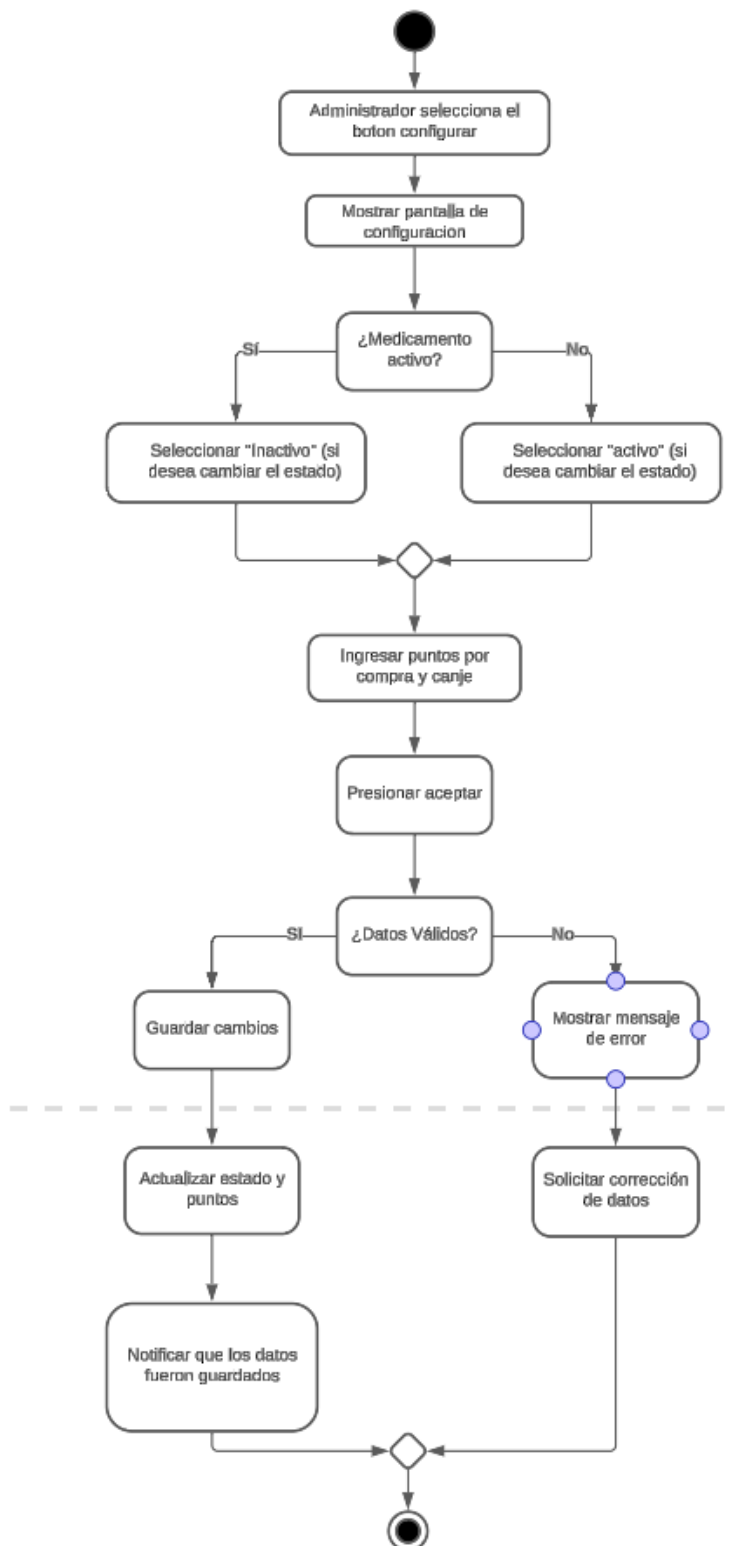 Administrador selecciona el
boton configurar
Mostrar pantalla de
configuracion
¿Medicamento
activo?
Sí
No
Seleccionar "Inactivo" (si
desea cambiar el estado)
Seleccionar "activo" (si
desea cambiar el estado)
Ingresar puntos por
compra y canje
Presionar aceptar
¿Datos Válidos?
SI
No
Guardar cambios
Mostrar mensaje
de error
Actualizar estado y
puntos
Solicitar corrección
de datos
Notificar que los datos
fueron guardados